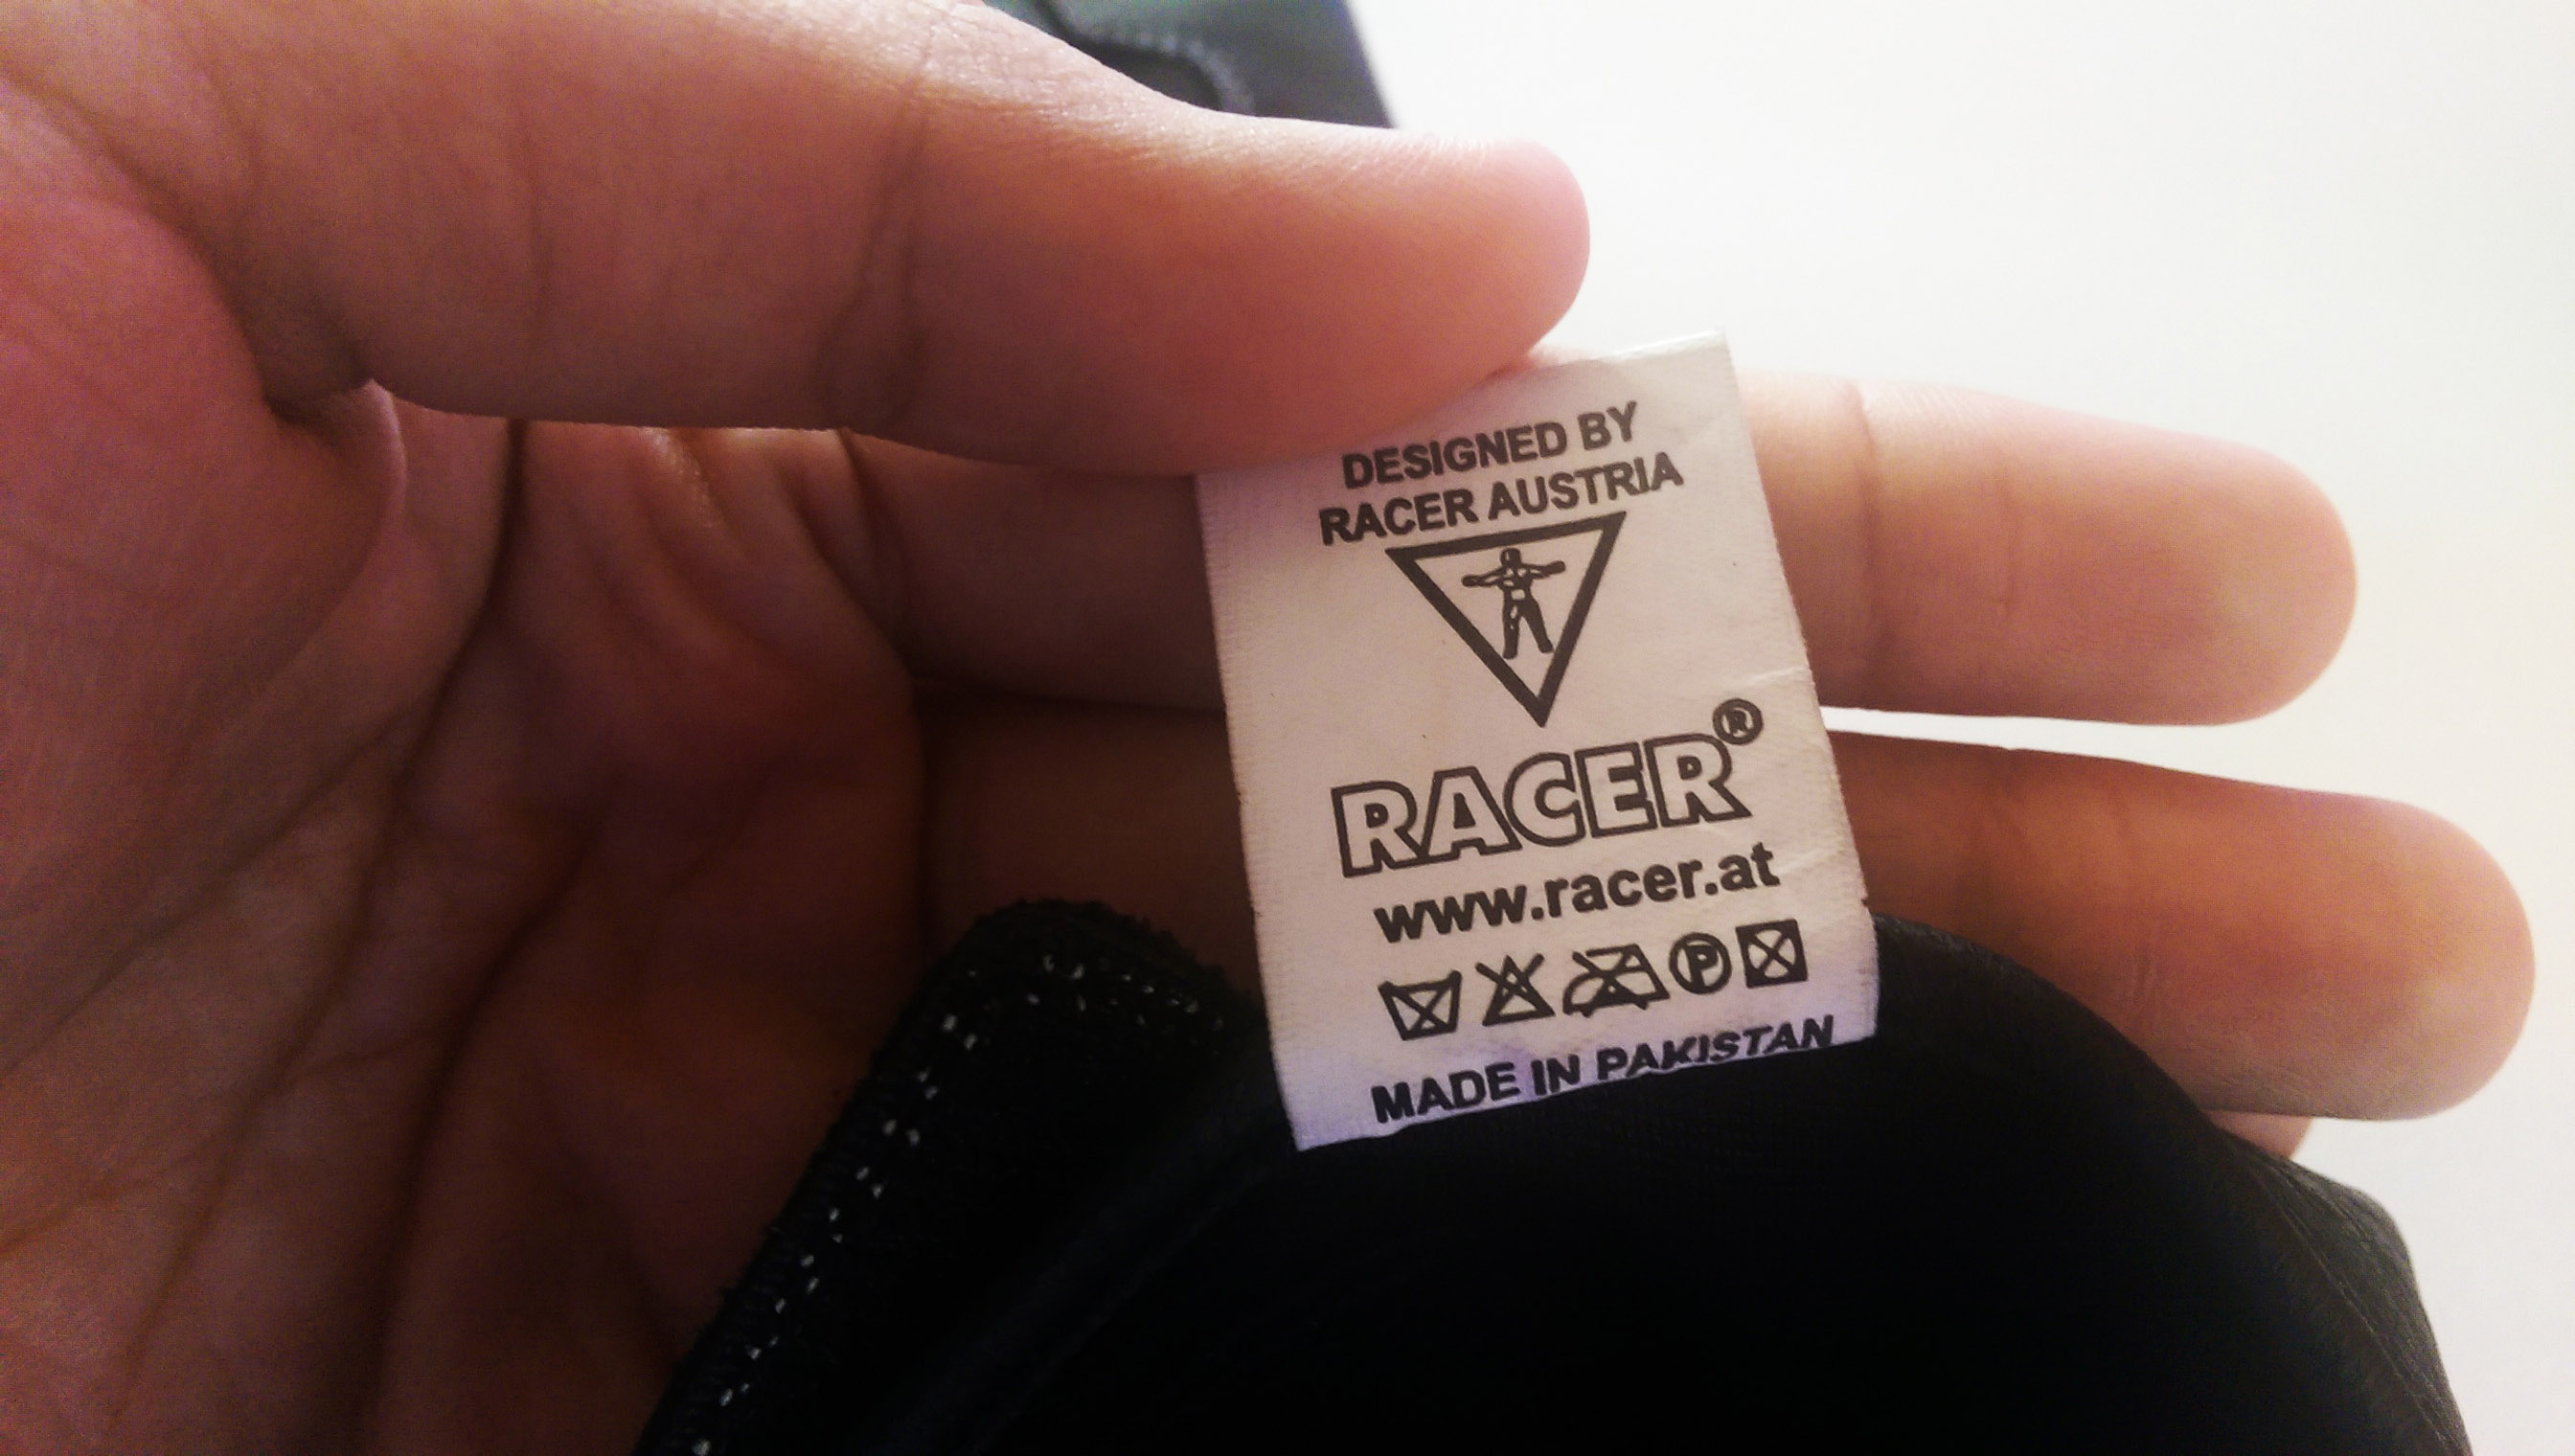 DESIGNED BY
RACER AUSTRIA
RACER®
www.racer.at
P
MADE IN PAKISTAN